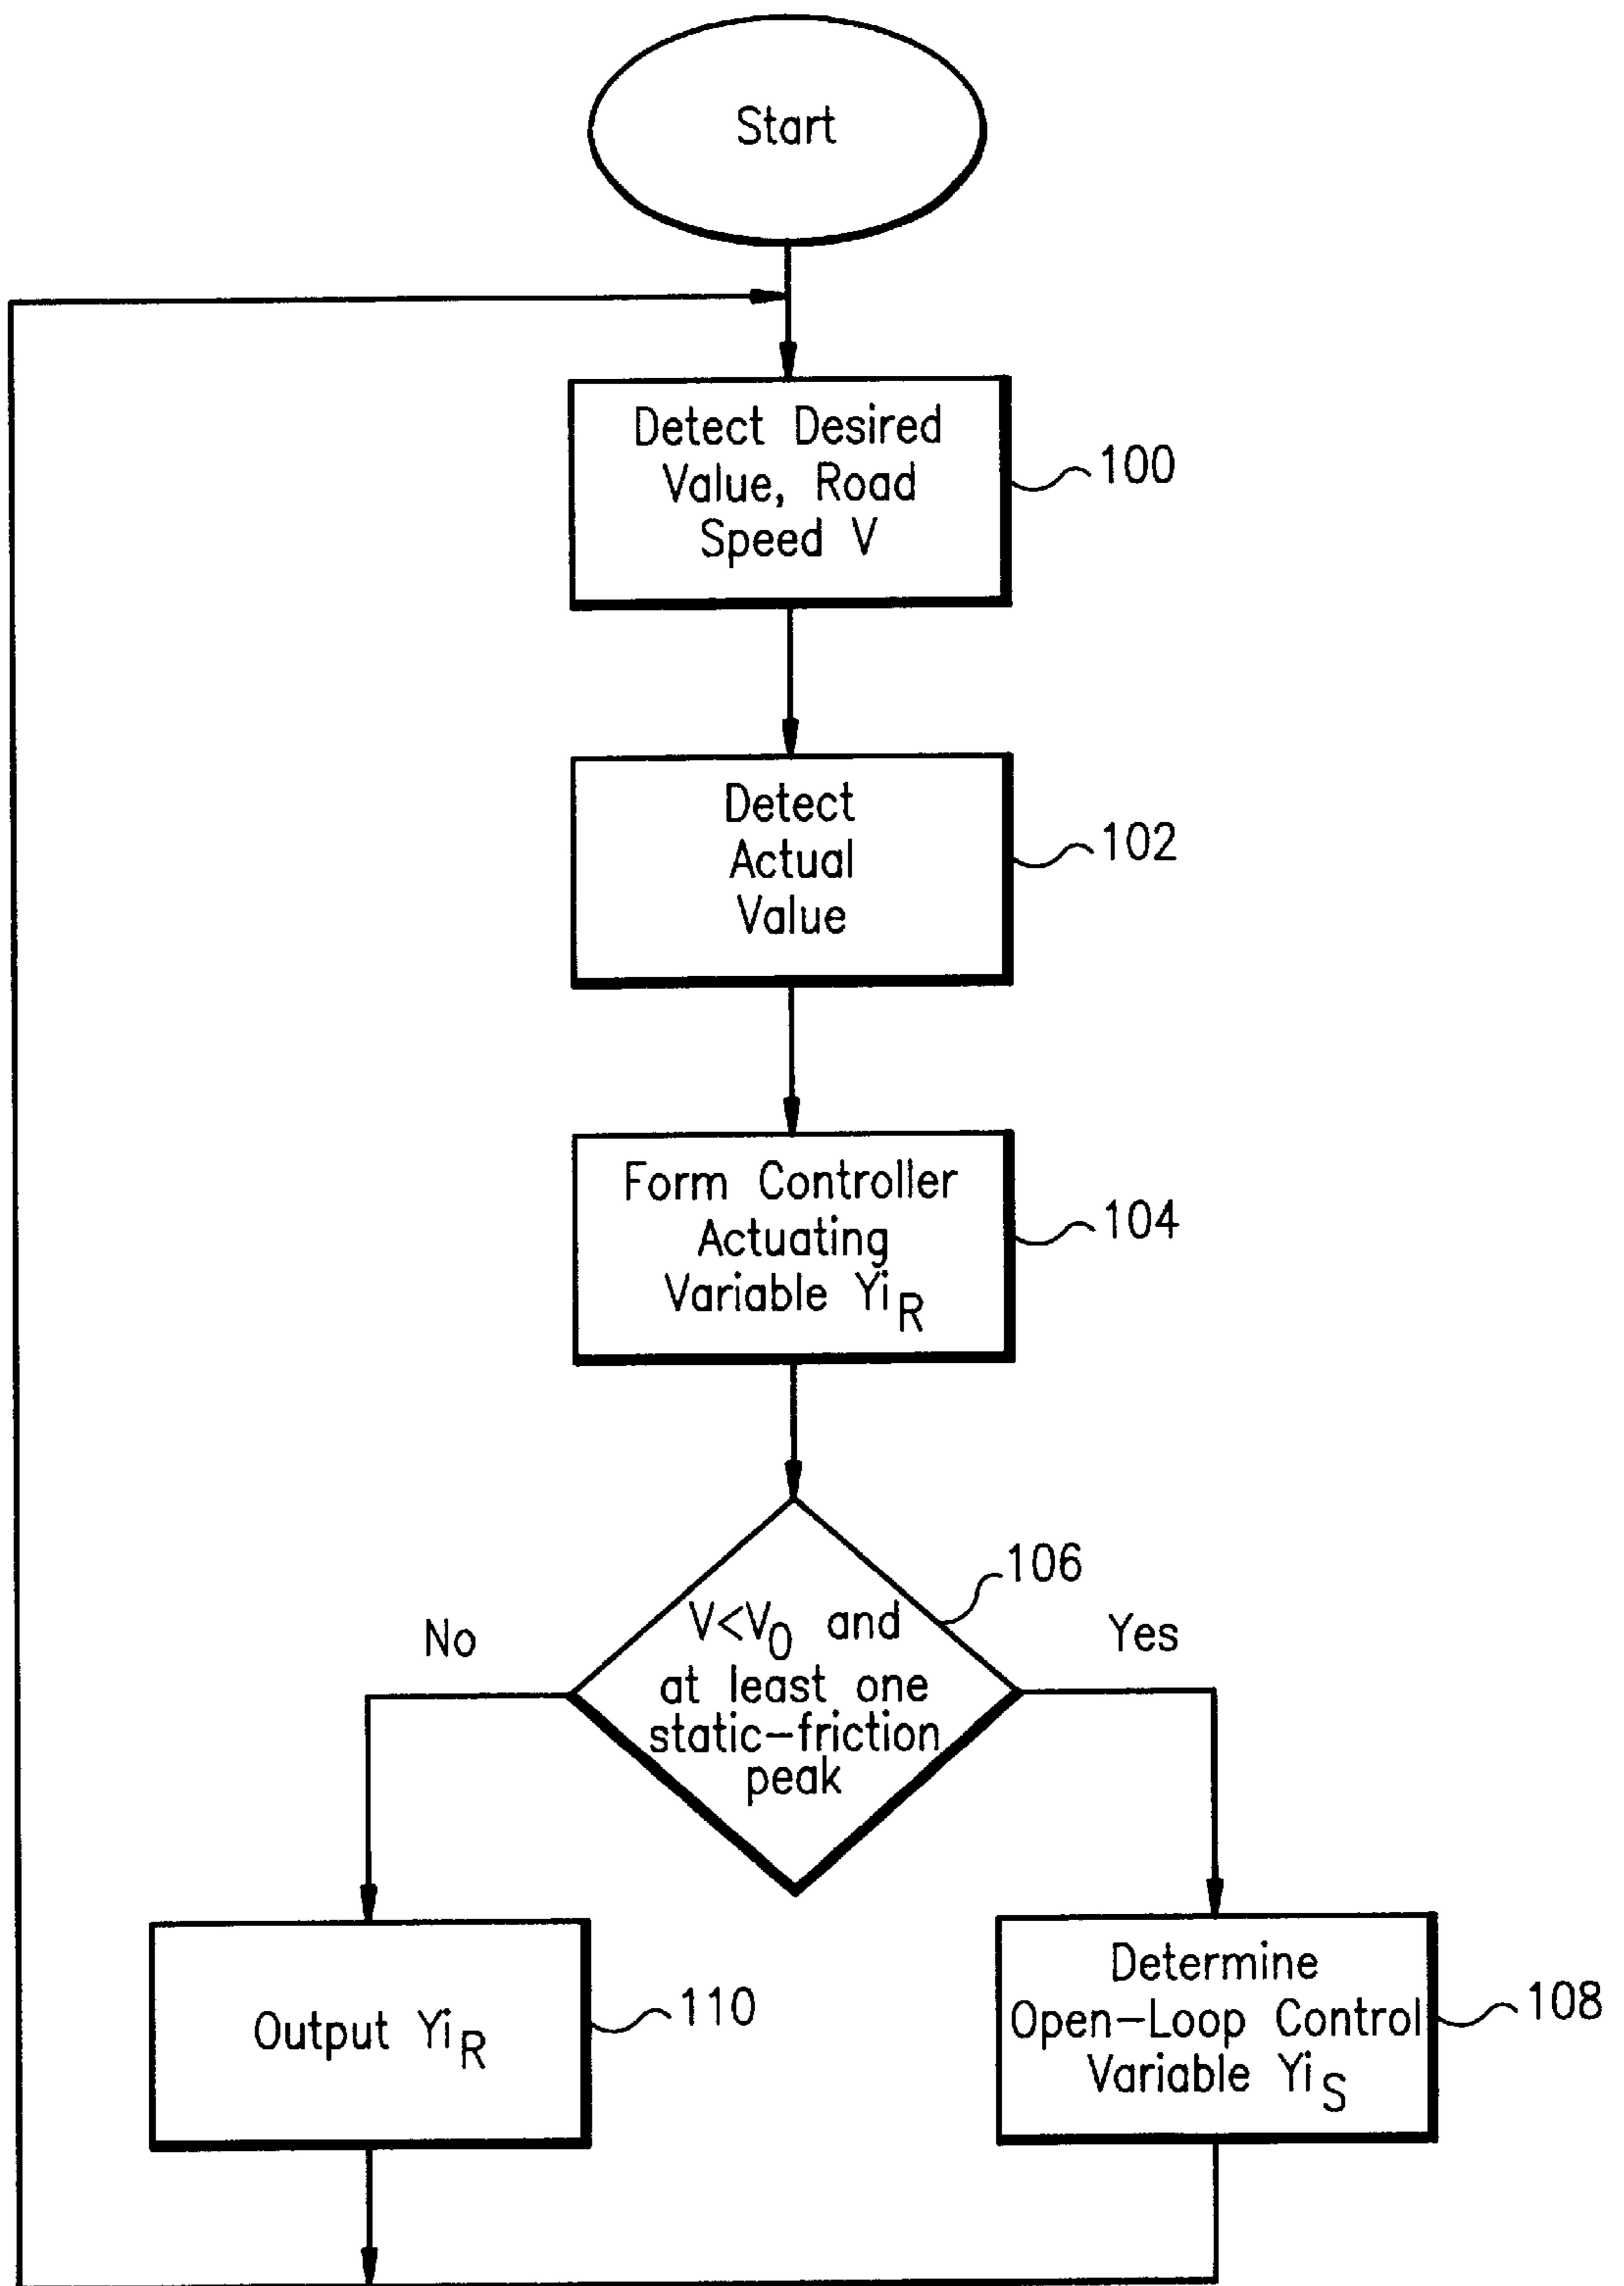 Start
Detect Desired
Value, Road
Speed V
100
Detect
Actual
Value
102
Form Controller
Actuating
Variable YiR
104
106
V<V0 and
at least one
static-friction
peak
No
Yes
Output YiR
110
Determine
Open-Loop Control
Variable YiS
108